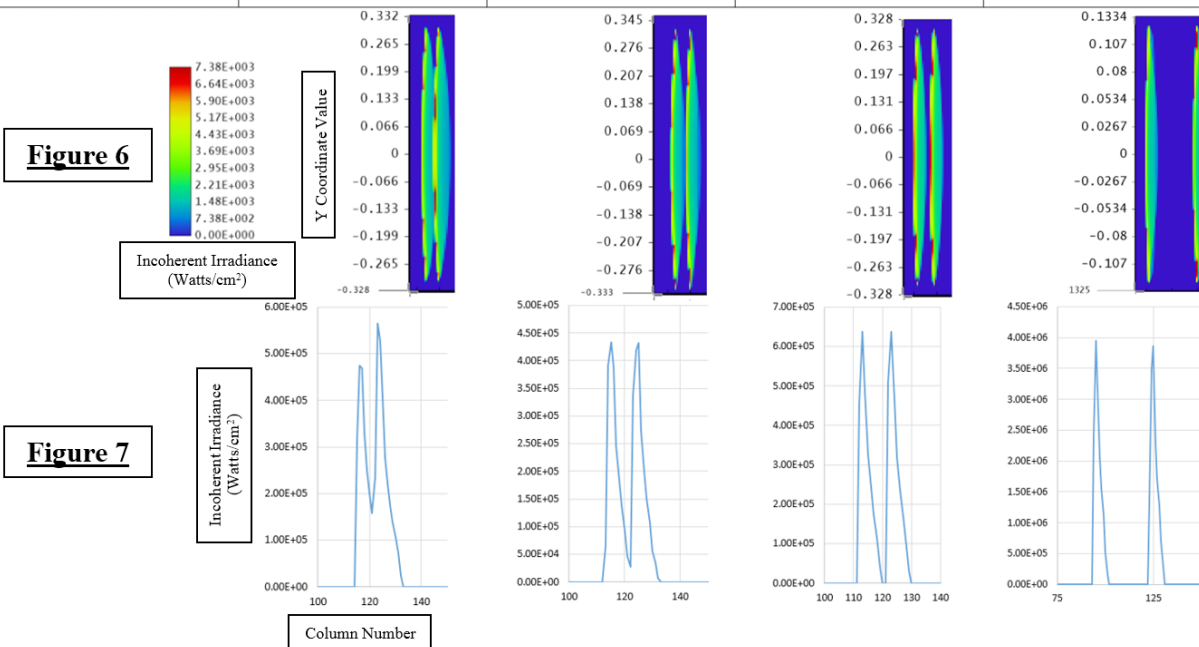 Figure 6
7.38E+003
6.64E+003
5.90E+003
5.17E+003
4.43E+003
3.69E+003
2.95E+003
2.21E+003
1.48E+003
7.38E+002
0.00E+000
Incoherent Irradiance
(Watts/cm²)
Y Coordinate Value
0.332
0.265
0.199
0.133
0.066
0
-0.066
-0.133
-0.199
-0.265
-0.328
0.345
0.276
0.207
0.138
0.069
0
-0.069
-0.138
-0.207
-0.276
-0.333
0.328
0.263
0.197
0.131
0.066
0
-0.066
-0.131
-0.197
-0.263
-0.328
0.1334
0.107
0.08
0.0534
0.0267
0
-0.0267
-0.0534
-0.08
-0.107
1325
Figure 7
Incoherent Irradiance
(Watts/cm²)
6.00E+05
5.00E+05
4.00E+05
3.00E+05
2.00E+05
1.00E+05
0.00E+00
100 120 140
Column Number
5.00E+05
4.50E+05
4.00E+05
3.50E+05
3.00E+05
2.50E+05
2.00E+05
1.50E+05
1.00E+05
5.00E+04
0.00E+00
100 120 140
7.00E+05
6.00E+05
5.00E+05
4.00E+05
3.00E+05
2.00E+05
1.00E+05
0.00E+00
100 110 120 130 140
4.50E+06
4.00E+06
3.50E+06
3.00E+06
2.50E+06
2.00E+06
1.50E+06
1.00E+06
5.00E+05
0.00E+00
75 125